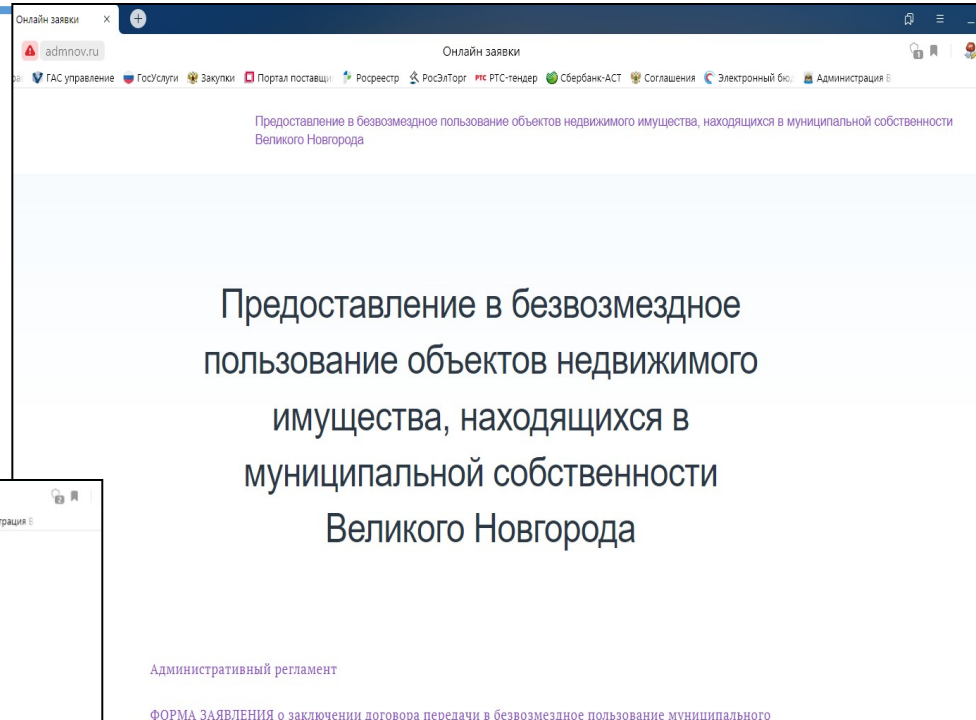 Онлайн заявки
admnov.ru Онлайн заявки
ГАС управление ГосУслуги Закупки Портал поставщи Росреестр РосЭлТорг РТС РТС-тендер Сбербанк-АСТ Соглашения Электронный бю Администрация В
Предоставление в безвозмездное пользование объектов недвижимого имущества, находящихся в муниципальной собственности
Великого Новгорода
Предоставление в безвозмездное
пользование объектов недвижимого
имущества, находящихся в
муниципальной собственности
Великого Новгорода
трация В
Административный регламент
ФОРМА ЗАЯВЛЕНИЯ о заключении договора передачи в безвозмездное пользование муниципального